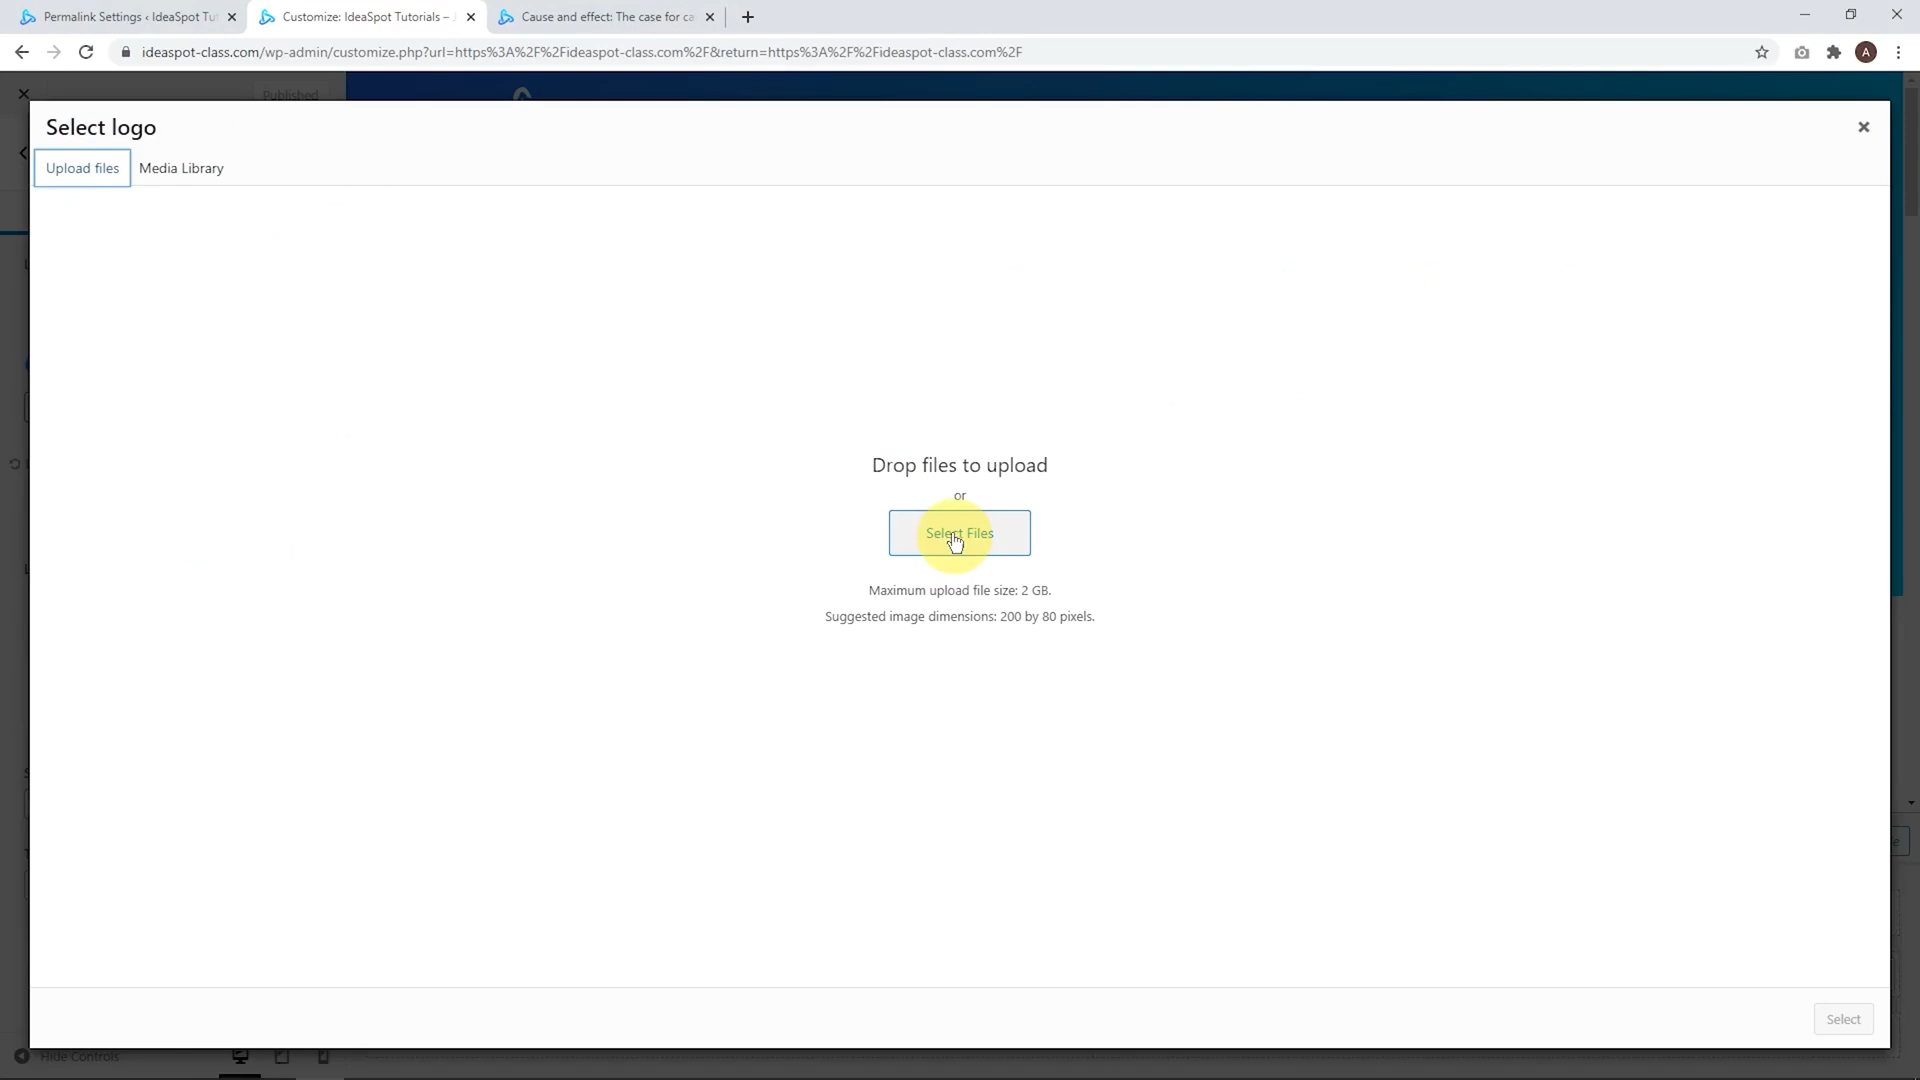 Permalink Settings ‹ IdeaSpot Tu
Customize: IdeaSpot Tutorials –
Cause and effect: The case for ca
ideaspot-class.com/wp-admin/customize.php?url=https%3A%2F%2Fideaspot-class.com%2F&return=https%3A%2F%2Fideaspot-class.com%2F
A
Published
Select logo
Upload files
Media Library
Drop files to upload
or
Select Files
Maximum upload file size: 2 GB.
Suggested image dimensions: 200 by 80 pixels.
Select
Hide Controls